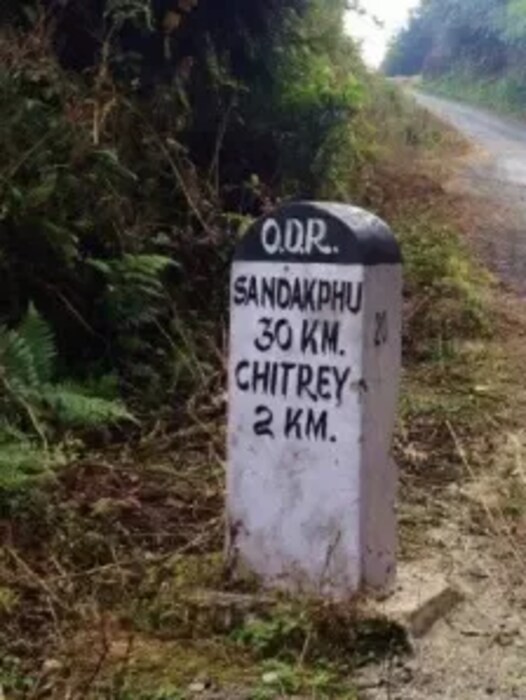 O.D.R.
SANDAKPHU
30 KM.
CHITREY
2 KM.